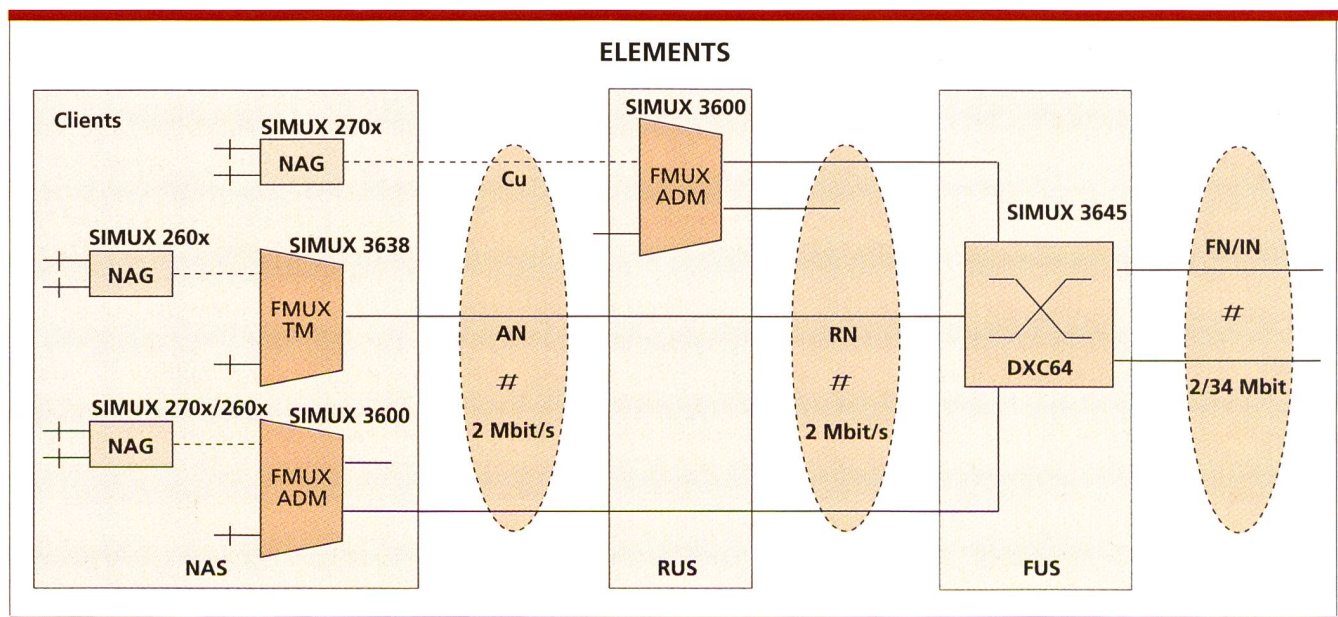 ELEMENTS
Clients
SIMUX 270x
NAG
SIMUX 260x
NAG
SIMUX 3638
FMUX
TM
SIMUX 270x/260x
NAG
SIMUX 3600
FMUX
ADM
NAS
Cu
AN
#
2 Mbit/s
SIMUX 3600
FMUX
ADM
RUS
RN
#
2 Mbit/s
SIMUX 3645
DXC64
FUS
FN/IN
#
2/34 Mbit